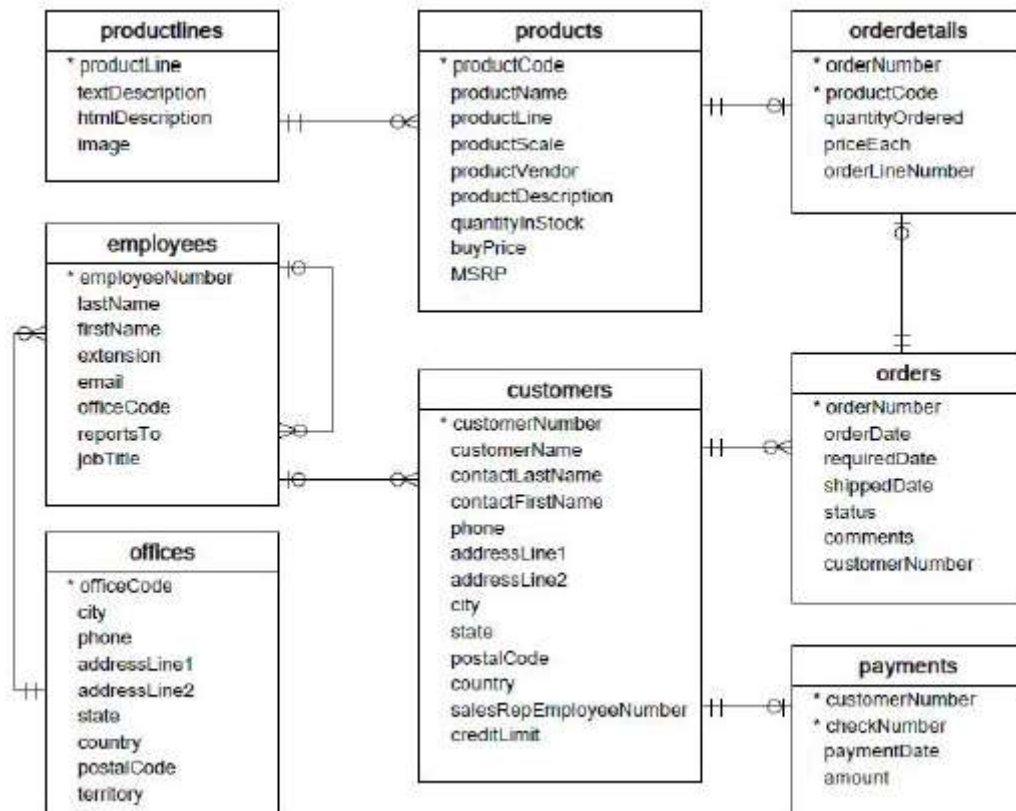 productlines
* productLine
textDescription
htmlDescription
image
products
* productCode
productName
productLine
productScale
productVendor
productDescription
quantityInStock
buyPrice
MSRP
orderdetails
* orderNumber
* productCode
quantityOrdered
priceEach
orderLineNumber
employees
* employeeNumber
lastName
firstName
extension
email
officeCode
reportsTo
jobTitle
customers
* customerNumber
customerName
contactLastName
contactFirstName
phone
addressLine1
addressLine2
city
state
postalCode
country
salesRepEmployeeNumber
creditLimit
orders
* orderNumber
orderDate
requiredDate
shippedDate
status
comments
customerNumber
offices
* officeCode
city
phone
addressLine1
addressLine2
state
country
postalCode
territory
payments
* customerNumber
* checkNumber
paymentDate
amount